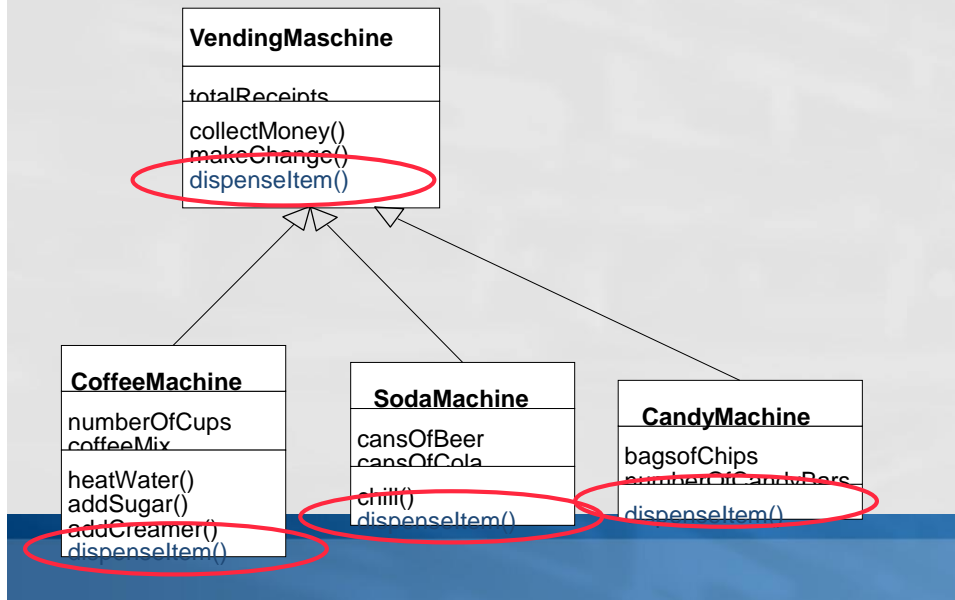 VendingMaschine
totalReceipts
collectMoney()
makeChange()
dispenseItem()
CoffeeMachine
numberOfCups
coffeeMix
heatWater()
addSugar()
addCreamer()
dispenseItem()
SodaMachine
cansOfBeer
cansOfCola
chill()
dispenseItem()
CandyMachine
bagsofChips
numberOfCandyBars
dispenseItem()